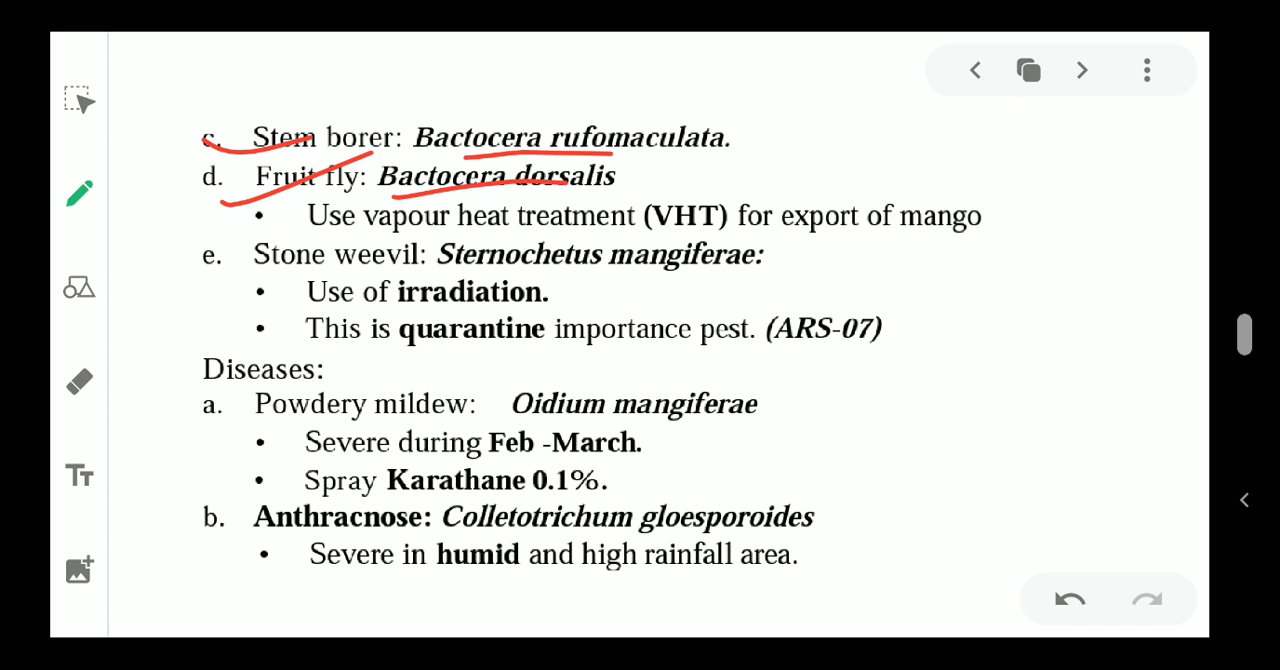 c. Stem borer: Bactocera rufomaculata.
d. Fruit fly: Bactocera dorsalis
• Use vapour heat treatment (VHT) for export of mango
e. Stone weevil: Sternochetus mangiferae:
• Use of irradiation.
• This is quarantine importance pest. (ARS-07)
Diseases:
a. Powdery mildew: Oidium mangiferae
• Severe during Feb -March.
• Spray Karathane 0.1%.
b. Anthracnose: Colletotrichum gloesporoides
• Severe in humid and high rainfall area.